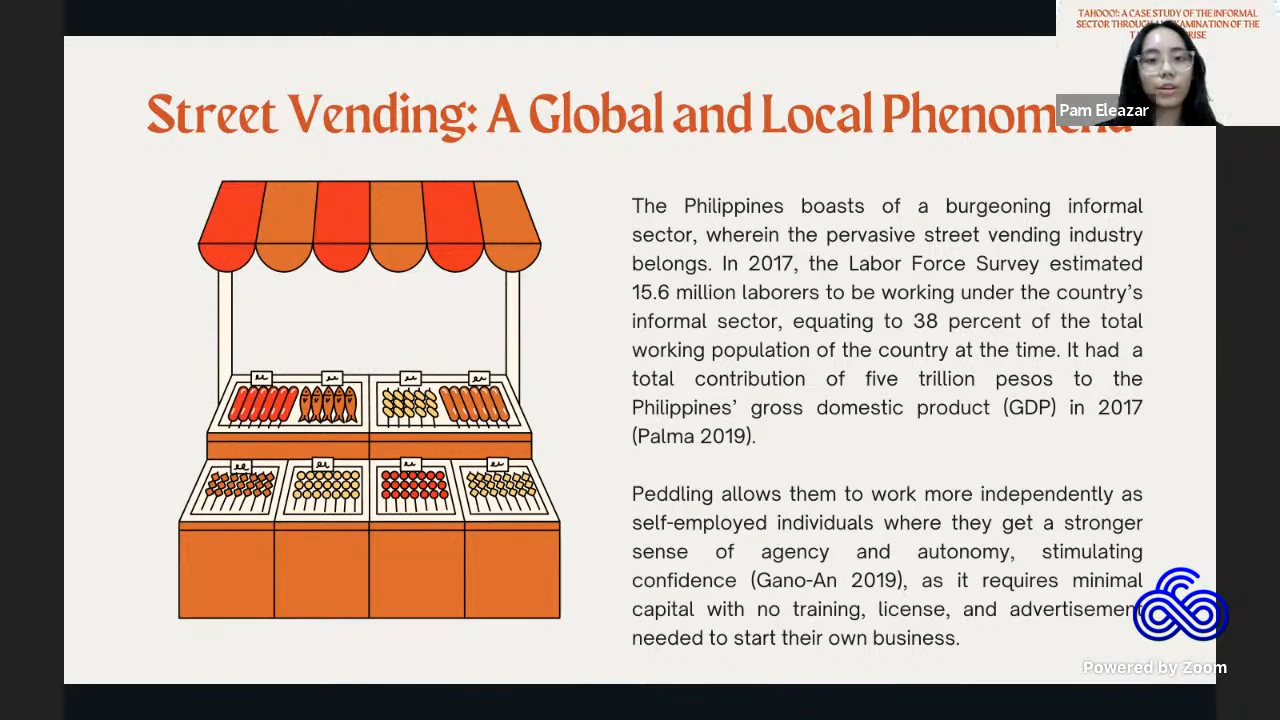 TAHOOO!: A CASE STUDY OF THE INFORMAL
SECTOR THROUGH AN EXAMINATION OF THE
Pam Eleazar
Street Vending: A Global and Local Phenomena
The Philippines boasts of a burgeoning informal
sector, wherein the pervasive street vending industry
belongs. In 2017, the Labor Force Survey estimated
15.6 million laborers to be working under the country’s
informal sector, equating to 38 percent of the total
working population of the country at the time. It had a
total contribution of five trillion pesos to the
Philippines’ gross domestic product (GDP) in 2017
(Palma 2019).
Peddling allows them to work more independently as
self-employed individuals where they get a stronger
sense of agency and autonomy, stimulating
confidence (Gano-An 2019), as it requires minimal
capital with no training, license, and advertisement
needed to start their own business.
Powered by Zoom